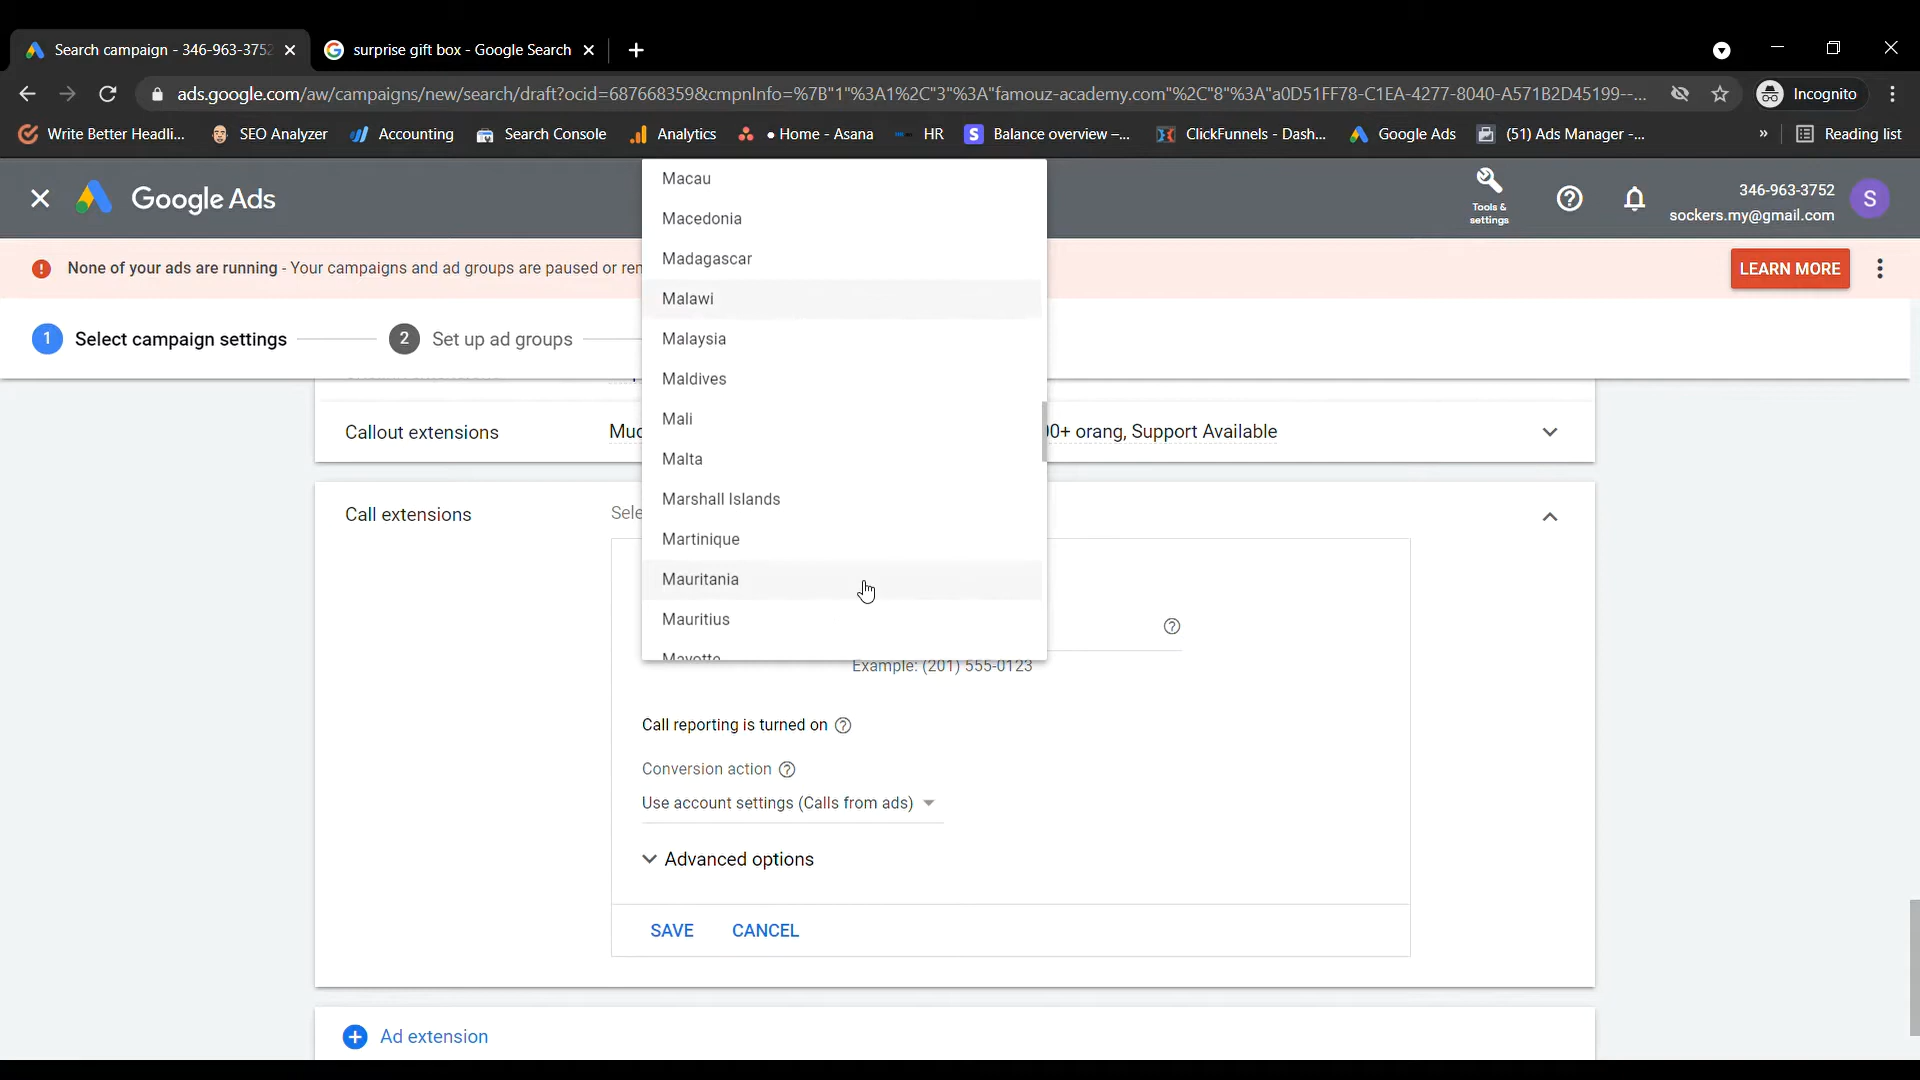 Search campaign - 346-963-3752
surprise gift box - Google Search
ads.google.com/aw/campaigns/new/search/draft?ocid=687668359&cmpnInfo=%7B"1"%3A1%2C"3"%3A"famouz-academy.com"%2C"8"%3A"a0D51FF78-C1EA-4277-8040-A571B2D45199--...
Incognito
Write Better Headli...
SEO Analyzer
Accounting
Search Console
Analytics
• Home - Asana
HR
S
Balance overview –...
ClickFunnels - Dash...
Google Ads
(51) Ads Manager -...
»
Reading list
Google Ads
Tools &
settings
346-963-3752
sockers.my@gmail.com
S
None of your ads are running - Your campaigns and ad groups are paused or
LEARN MORE
1 Select campaign settings
2 Set up ad groups
Macau
Macedonia
Madagascar
Malawi
Malaysia
Maldives
Mali
Malta
Marshall Islands
Martinique
Mauritania
Mauritius
Mayotte
Callout extensions
orang, Support Available
Call extensions
Example: (201) 555-0123
Call reporting is turned on
Conversion action
Use account settings (Calls from ads)
Advanced options
SAVE
CANCEL
Ad extension